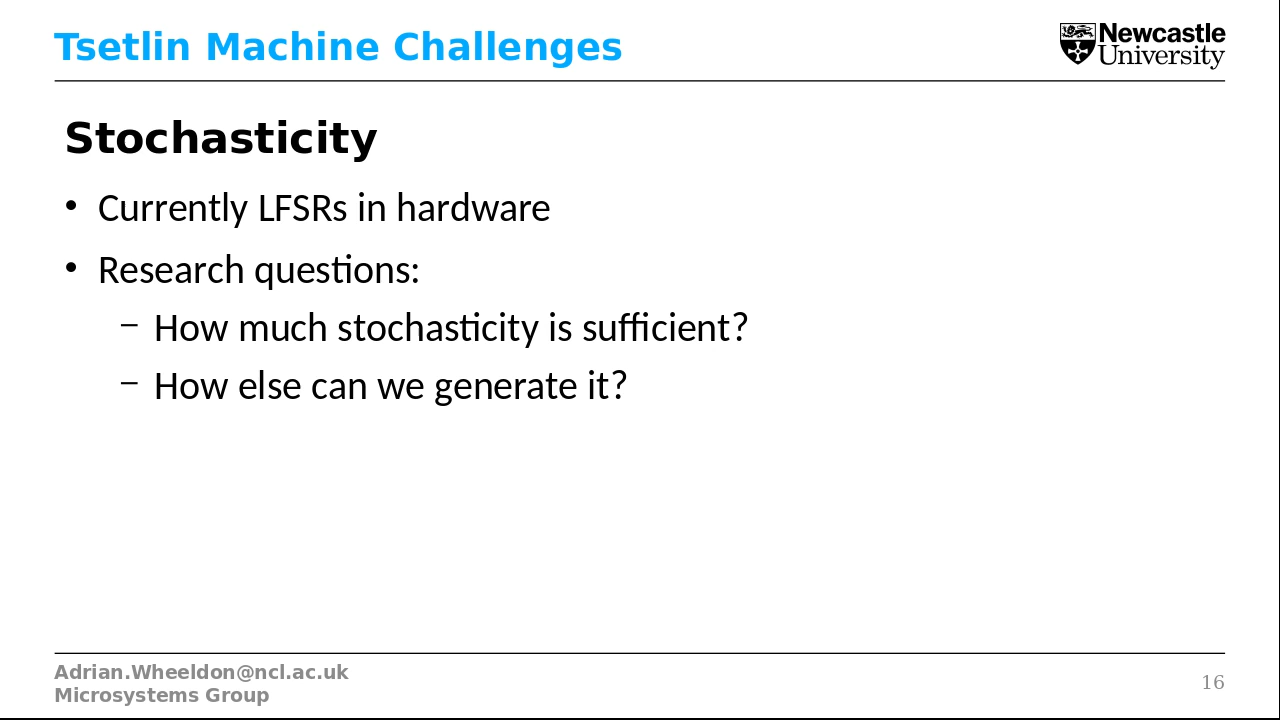 Tsetlin Machine Challenges
Newcastle
University
Stochasticity
• Currently LFSRs in hardware
• Research questions:
– How much stochasticity is sufficient?
– How else can we generate it?
Adrian.Wheeldon@ncl.ac.uk
Microsystems Group
16